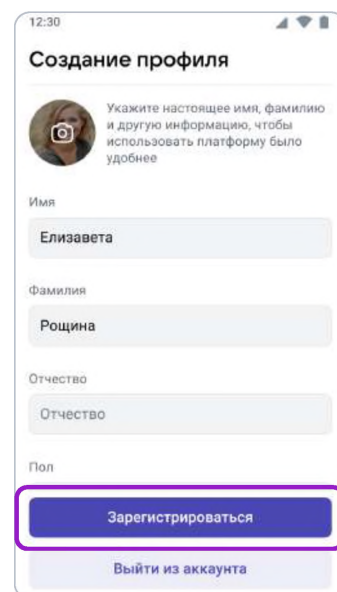 12:30
Создание профиля
Укажите настоящее имя, фамилию
и другую информацию, чтобы
использовать платформу было
удобнее
Имя
Елизавета
Фамилия
Рощина
Отчество
Отчество
Пол
Зарегистрироваться
Выйти из аккаунта